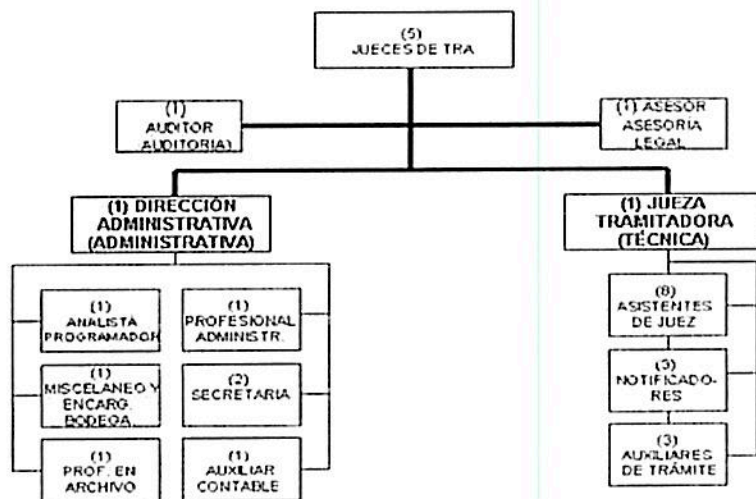 (5)
JUECES DE TRA
(1)
AUDITOR
AUDITORIA)
(1) ASESOR
ASESORÍA
LEGAL
(1) DIRECCIÓN
ADMINISTRATIVA
(ADMINISTRATIVA)
(1) JUEZA
TRAMITADORA
(TÉCNICA)
(1)
ANALISTA
PROGRAMADOR
(1)
PROFESIONAL
ADMINISTR.
(8)
ASISTENTES
DE JUEZ
(1)
MISCELANEO Y
ENCARG.
BODEGA
(2)
SECRETARIA
(3)
NOTIFICADO-
RES
(1)
PROF. EN
ARCHIVO
(1)
AUXILIAR
CONTABLE
(3)
AUXILIARES
DE TRÁMITE